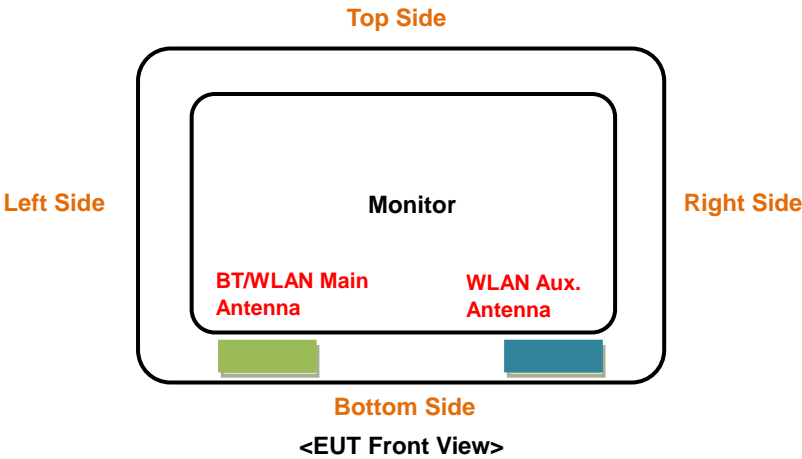 Top Side
Left Side
Monitor
Right Side
BT/WLAN Main
Antenna
WLAN Aux.
Antenna
Bottom Side
<EUT Front View>